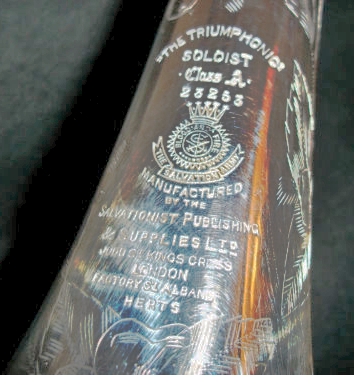 "THE TRIUMPHONIC"
SOLOIST
Class A.
23253
THE SALVATION ARMY
MANUFACTURED
BY THE
SALVATIONIST PUBLISHING
& SUPPLIES LTD
JUDD ST KINGS CROSS
LONDON
FACTORY ST ALBANS
HERTS